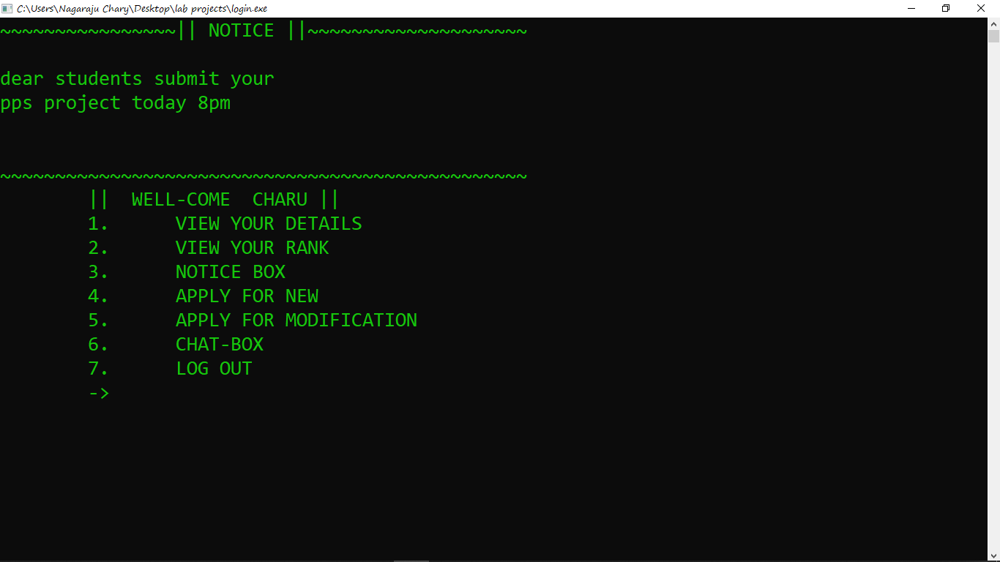 C:\Users\Nagaraju Chary\Desktop\lab projects\login.exe
~~~~~~~~~~~~~~~~|| NOTICE ||~~~~~~~~~~~~~~~~~~~~
dear students submit your
pps project today 8pm
~~~~~~~~~~~~~~~~~~~~~~~~~~~~~~~~~~~~~~~~~~~~~~~~
|| WELL-COME CHARU ||
1. VIEW YOUR DETAILS
2. VIEW YOUR RANK
3. NOTICE BOX
4. APPLY FOR NEW
5. APPLY FOR MODIFICATION
6. CHAT-BOX
7. LOG OUT
->